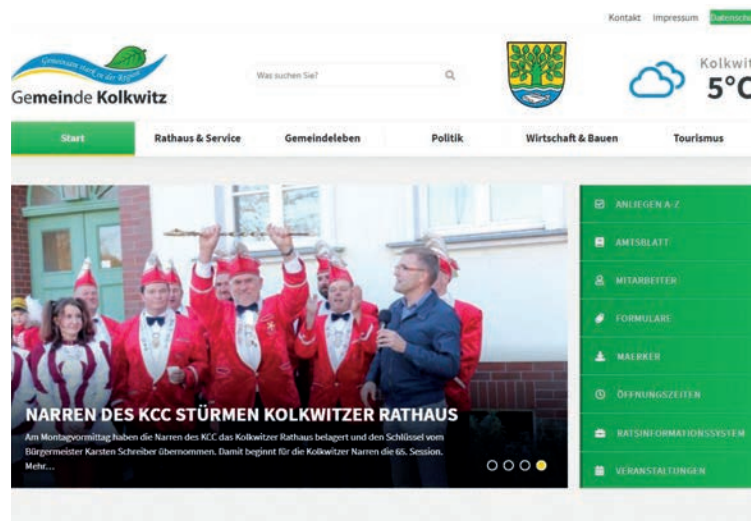 Kontakt Impressum
Gemeinsam stark in der Region
Gemeinde Kolkwitz
Was suchen Sie?
5°
Start Rathaus & Service Gemeindeleben Politik Wirtschaft & Bauen Tourismus
ANLIEGEN A-Z
AMTSBLATT
MITARBEITER
FORMULARE
MAERKER
ÖFFNUNGSZEITEN
RATSINFORMATIONSSYSTEM
VERANSTALTUNGEN
NARREN DES KCC STÜRMEN KOLKWITZER RATHAUS
Am Montagvormittag haben die Narren des KCC das Kolkwitzer Rathaus belagert und den Schlüssel vom
Bürgermeister Karsten Schreiber übernommen. Damit beginnt für die Kolkwitzer Narren die 65. Session.
Mehr...